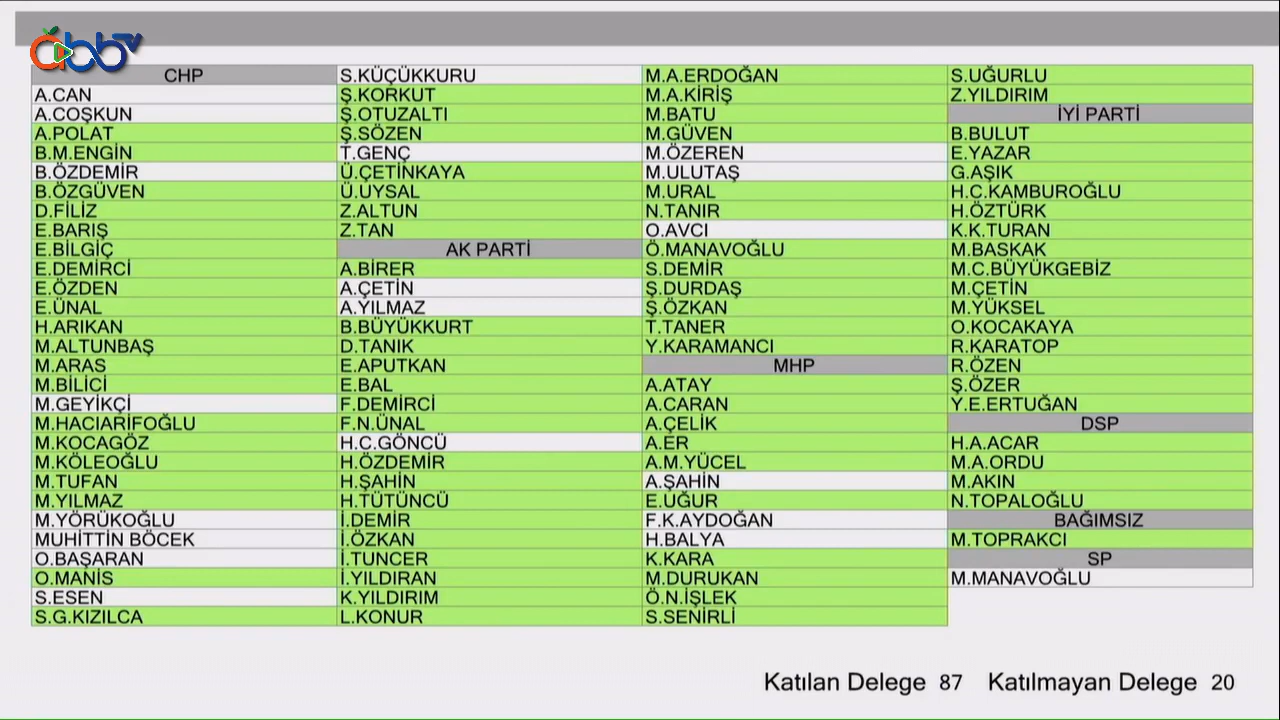 abb TV
CHP
A.CAN
A.COŞKUN
A.POLAT
B.M.ENGİN
B.ÖZDEMİR
B.ÖZGÜVEN
D.FİLİZ
E.BARIŞ
E.BİLGİÇ
E.DEMİRCİ
E.ÖZDEN
E.ÜNAL
H.ARIKAN
M.ALTUNBAŞ
M.ARAS
M.BİLİCİ
M.GEYİKÇİ
M.HACIARİFOĞLU
M.KOCAGÖZ
M.KÖLEOĞLU
M.TUFAN
M.YILMAZ
M.YÖRÜKOĞLU
MUHİTTİN BÖCEK
O.BAŞARAN
O.MANİS
S.ESEN
S.G.KIZILCA
S.KÜÇÜKKURU
Ş.KORKUT
Ş.OTUZALTI
Ş.SÖZEN
T.GENÇ
Ü.ÇETİNKAYA
Ü.UYSAL
Z.ALTUN
Z.TAN
AK PARTİ
A.BİRER
A.ÇETİN
A.YILMAZ
B.BÜYÜKKURT
D.TANIK
E.APUTKAN
E.BAL
F.DEMİRCİ
F.N.ÜNAL
H.C.GÖNCÜ
H.ÖZDEMİR
H.ŞAHİN
H.TÜTÜNCÜ
İ.DEMİR
İ.ÖZKAN
İ.TUNCER
İ.YILDIRAN
K.YILDIRIM
L.KONUR
M.A.ERDOĞAN
M.A.KİRİŞ
M.BATU
M.GÜVEN
M.ÖZEREN
M.ULUTAŞ
M.URAL
N.TANIR
O.AVCI
Ö.MANAVOĞLU
S.DEMİR
Ş.DURDAŞ
Ş.ÖZKAN
T.TANER
Y.KARAMANCI
MHP
A.ATAY
A.CARAN
A.ÇELİK
A.ER
A.M.YÜCEL
A.ŞAHİN
E.UĞUR
F.K.AYDOĞAN
H.BALYA
K.KARA
M.DURUKAN
Ö.N.İŞLEK
S.SENİRLİ
S.UĞURLU
Z.YILDIRIM
İYİ PARTİ
B.BULUT
E.YAZAR
G.AŞIK
H.C.KAMBUROĞLU
H.ÖZTÜRK
K.K.TURAN
M.BASKAK
M.C.BÜYÜKGEBİZ
M.ÇETİN
M.YÜKSEL
O.KOCAKAYA
R.KARATOP
R.ÖZEN
Ş.ÖZER
Y.E.ERTUĞAN
DSP
H.A.ACAR
M.A.ORDU
M.AKIN
N.TOPALOĞLU
BAĞIMSIZ
M.TOPRAKCI
SP
M.MANAVOĞLU
Katılan Delege 87 Katılmayan Delege 20